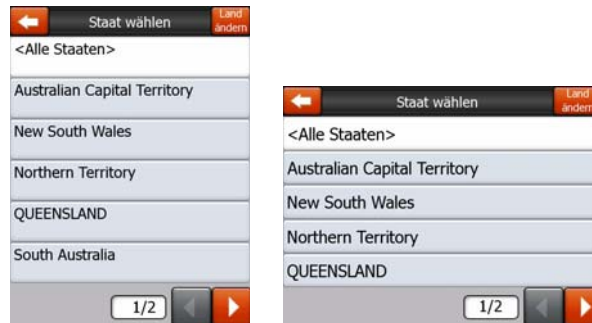 Staat wählen
Land
ändern
<Alle Staaten>
Australian Capital Territory
New South Wales
Northern Territory
QUEENSLAND
South Australia
1/2
Staat wählen
Land
ändern
<Alle Staaten>
Australian Capital Territory
New South Wales
Northern Territory
QUEENSLAND
1/2